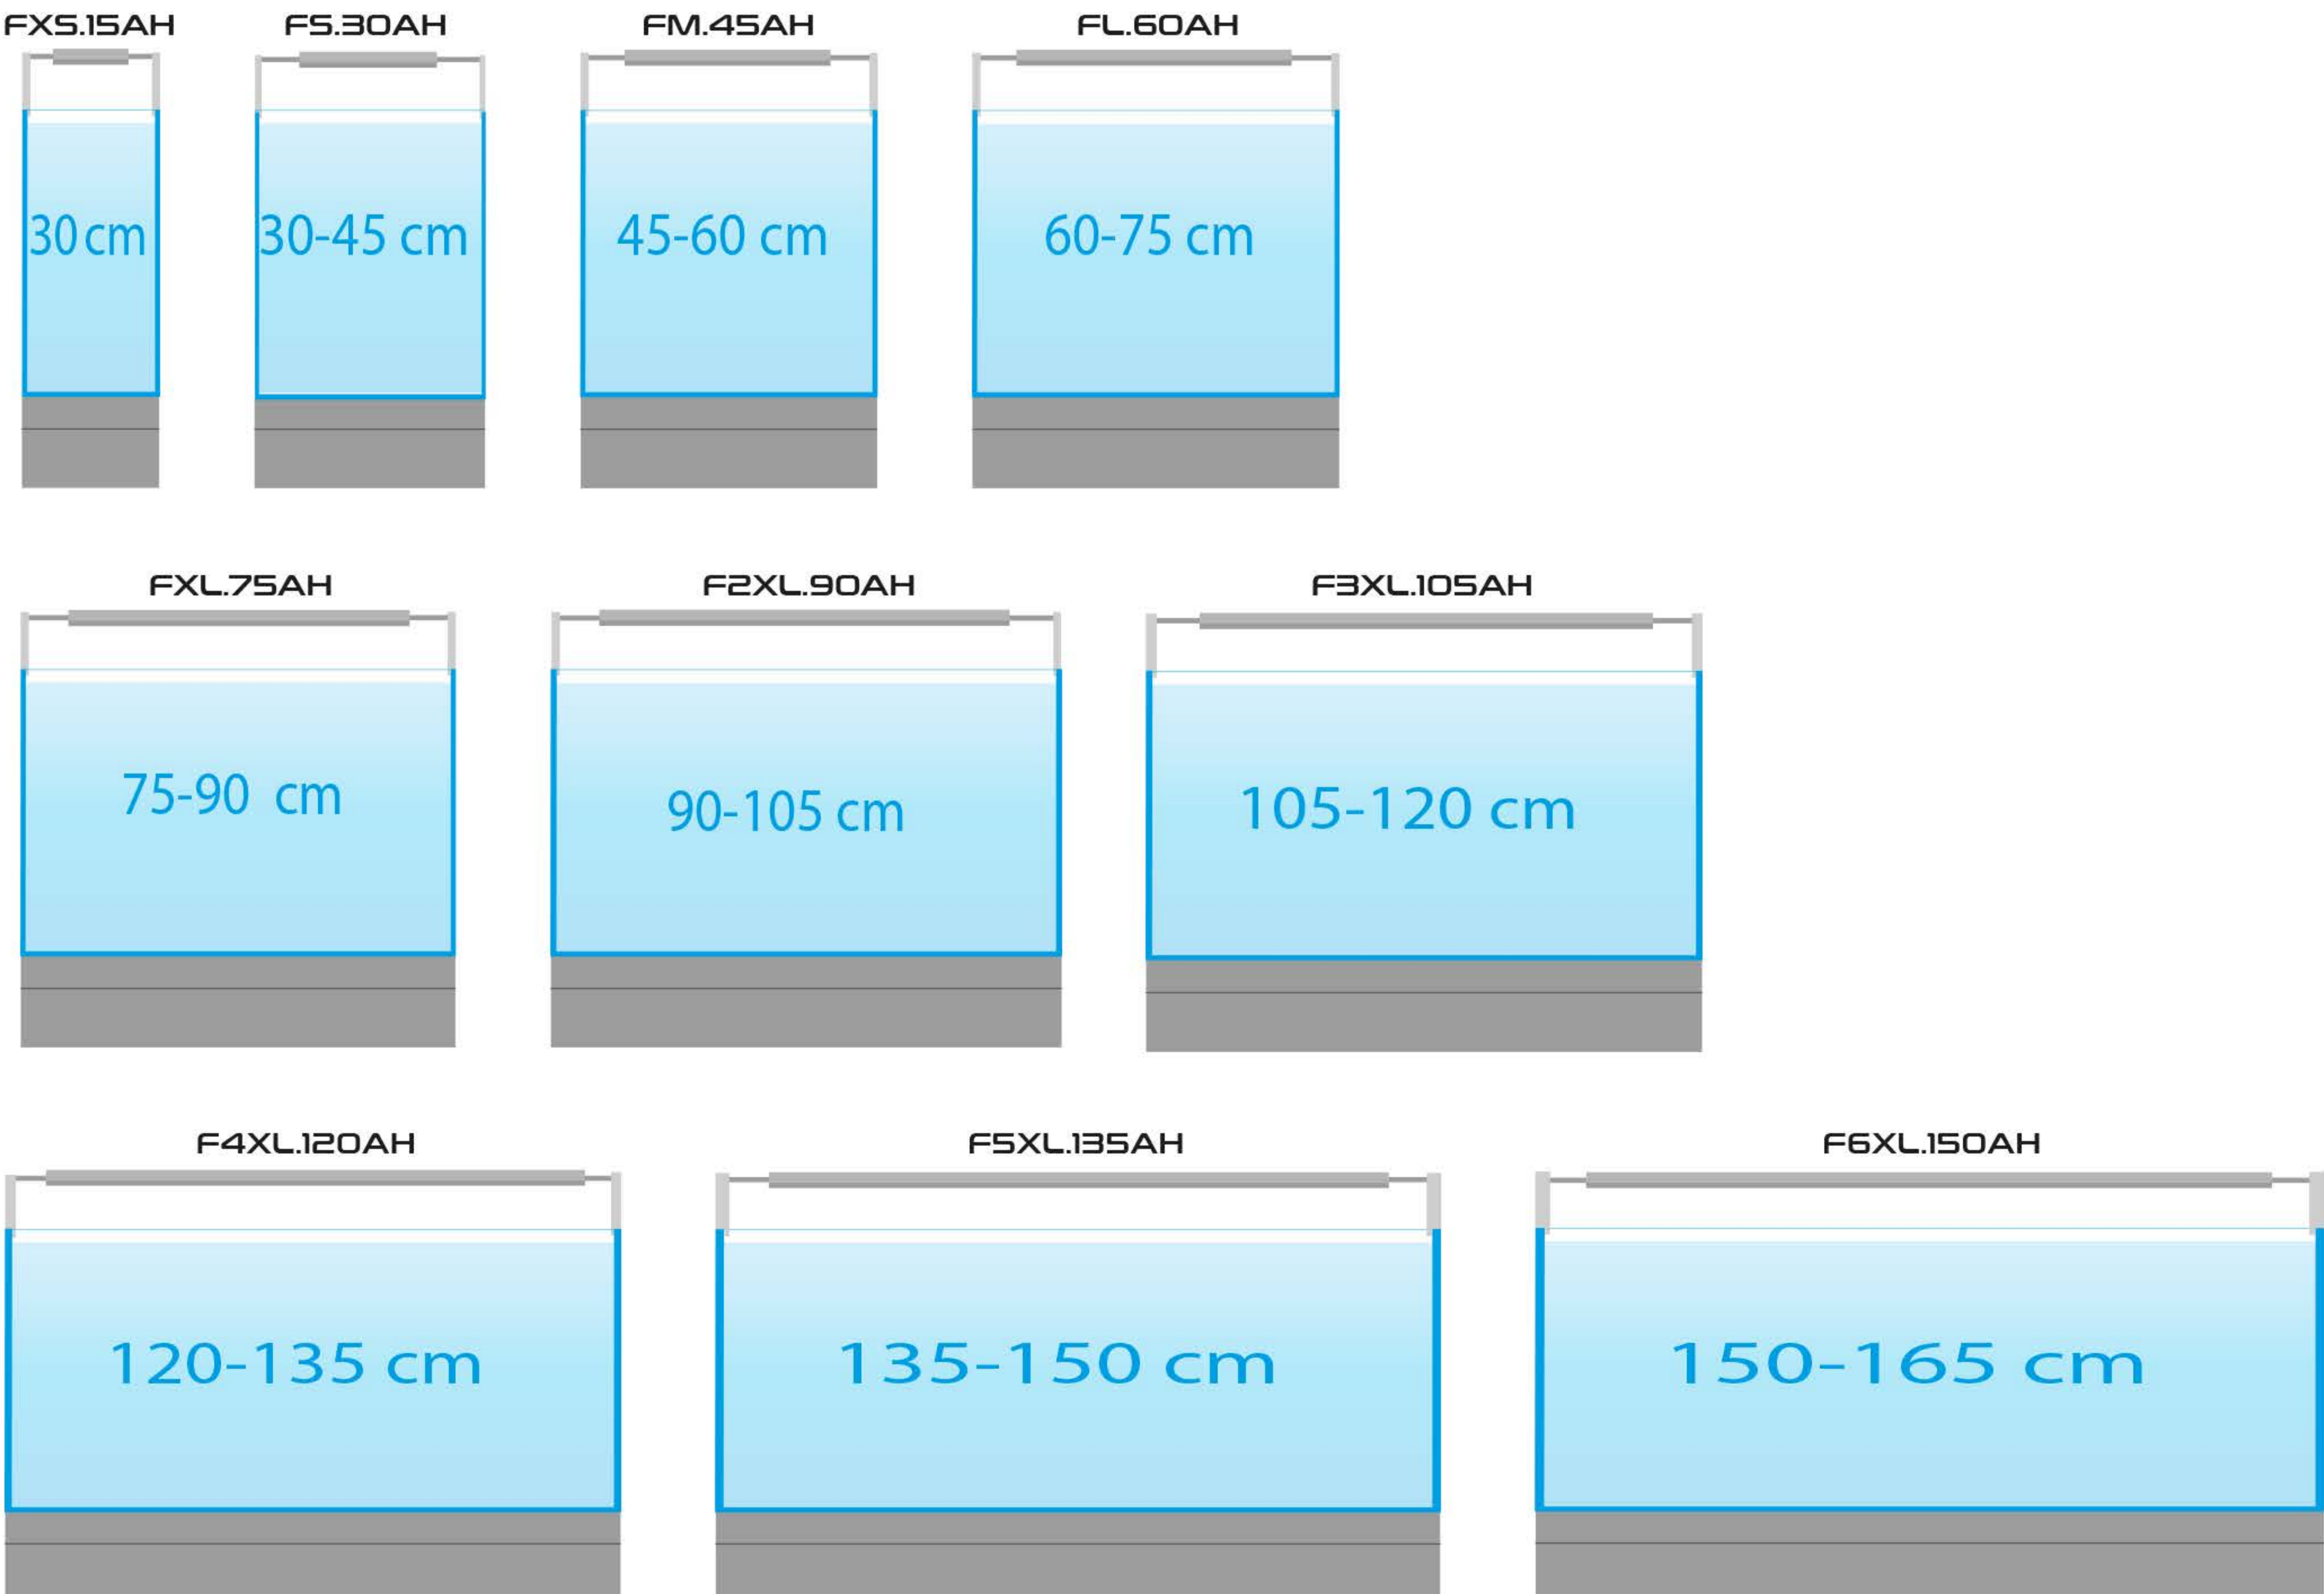 FXS.15AH
FS.30AH
FM.45AH
FL.60AH
30 cm
30-45 cm
45-60 cm
60-75 cm
FXL.75AH
F2XL.90AH
F3XL.105AH
75-90 cm
90-105 cm
105-120 cm
F4XL.120AH
F5XL.135AH
F6XL.150AH
120-135 cm
135-150 cm
150-165 cm